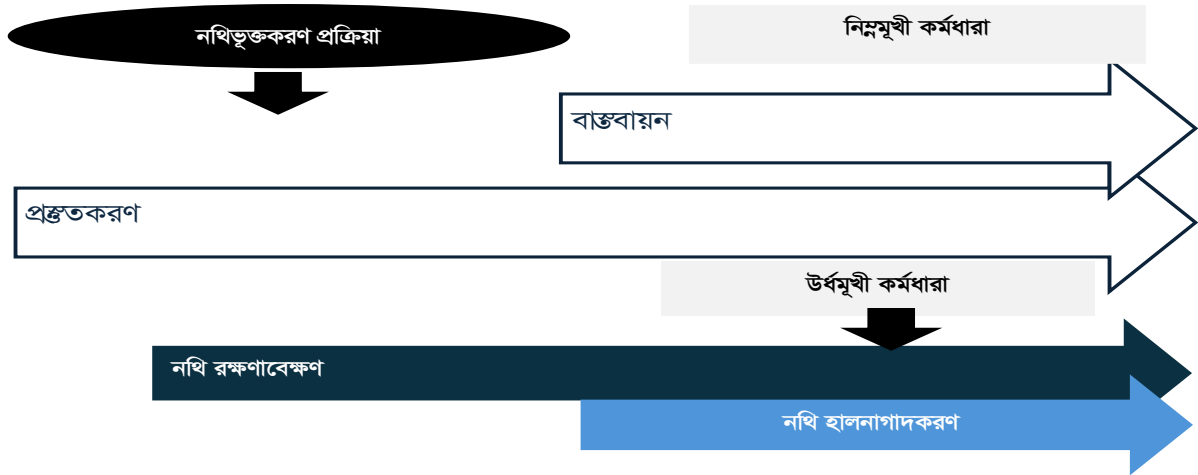 নথিভূক্তকরণ প্রক্রিয়া
নিম্নমূখী কর্মধারা
বাস্তবায়ন
প্রস্তুতকরণ
উর্ধমূখী কর্মধারা
নথি রক্ষণাবেক্ষণ
নথি হালনাগাদকরণ